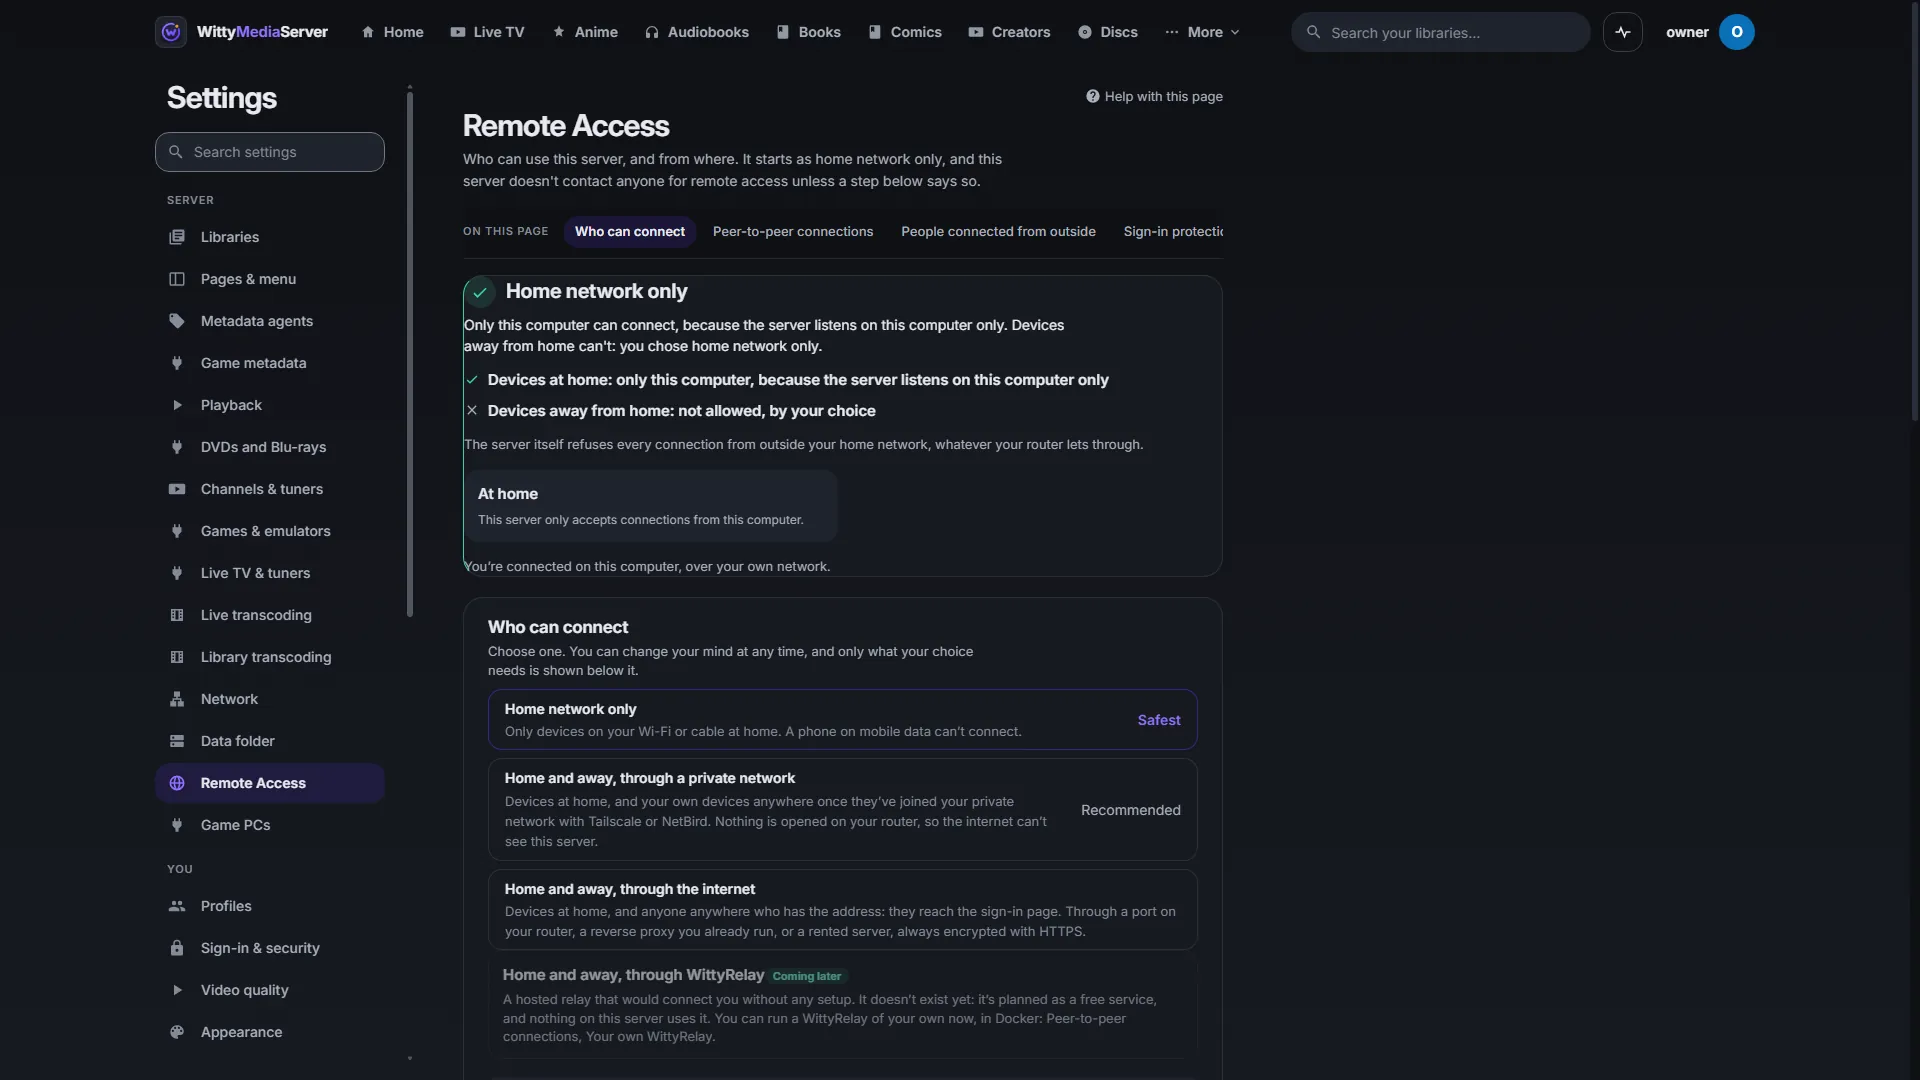 WittyMediaServer
Home
Live TV
Anime
Audiobooks
Books
Comics
Creators
Discs
More
Search your libraries...
owner
O
Settings
Search settings
SERVER
Libraries
Pages & menu
Metadata agents
Game metadata
Playback
DVDs and Blu-rays
Channels & tuners
Games & emulators
Live TV & tuners
Live transcoding
Library transcoding
Network
Data folder
Remote Access
Game PCs
YOU
Profiles
Sign-in & security
Video quality
Appearance
Help with this page
Remote Access
Who can use this server, and from where. It starts as home network only, and this
server doesn't contact anyone for remote access unless a step below says so.
ON THIS PAGE
Who can connect
Peer-to-peer connections
People connected from outside
Sign-in protectic
Home network only
Only this computer can connect, because the server listens on this computer only. Devices
away from home can't: you chose home network only.
Devices at home: only this computer, because the server listens on this computer only
Devices away from home: not allowed, by your choice
The server itself refuses every connection from outside your home network, whatever your router lets through.
At home
This server only accepts connections from this computer.
You're connected on this computer, over your own network.
Who can connect
Choose one. You can change your mind at any time, and only what your choice
needs is shown below it.
Home network only
Only devices on your Wi-Fi or cable at home. A phone on mobile data can't connect.
Safest
Home and away, through a private network
Devices at home, and your own devices anywhere once they've joined your private
network with Tailscale or NetBird. Nothing is opened on your router, so the internet can't
see this server.
Recommended
Home and away, through the internet
Devices at home, and anyone anywhere who has the address: they reach the sign-in page. Through a port on
your router, a reverse proxy you already run, or a rented server, always encrypted with HTTPS.
Home and away, through WittyRelay Coming later
A hosted relay that would connect you without any setup. It doesn't exist yet: it's planned as a free service,
and nothing on this server uses it. You can run a WittyRelay of your own now, in Docker: Peer-to-peer
connections, Your own WittyRelay.